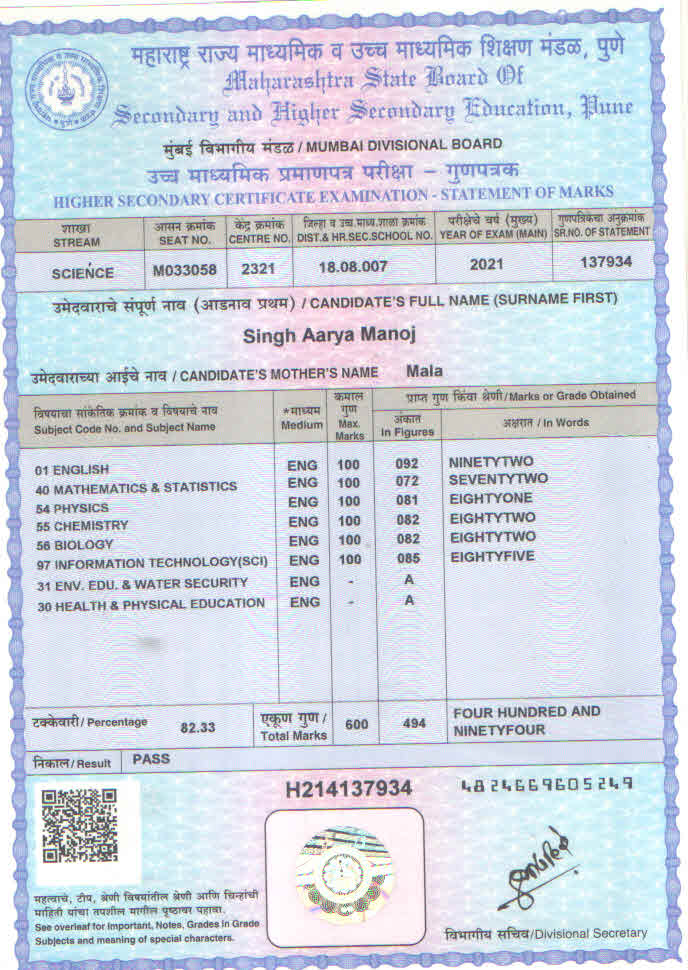 महाराष्ट्र राज्य माध्यमिक व उच्च माध्यमिक शिक्षण मंडळ, पुणे
Maharashtra State Board Of
Secondary and Higher Secondary Education, Pune
मुंबई विभागीय मंडळ / MUMBAI DIVISIONAL BOARD
उच्च माध्यमिक प्रमाणपत्र परीक्षा – गुणपत्रक
HIGHER SECONDARY CERTIFICATE EXAMINATION - STATEMENT OF MARKS
शाखा आसन क्रमांक केंद्र क्रमांक जिल्हा व उच्च.माध्य.शाळा क्रमांक परीक्षेचे वर्ष (मुख्य) गुणपत्रिकेचा अनुक्रमांक
STREAM SEAT NO. CENTRE NO. DIST.& HR.SEC.SCHOOL NO. YEAR OF EXAM (MAIN) SR.NO. OF STATEMENT
SCIENCE M033058 2321 18.08.007 2021 137934
उमेदवाराचे संपूर्ण नाव (आडनाव प्रथम) / CANDIDATE'S FULL NAME (SURNAME FIRST)
Singh Aarya Manoj
उमेदवाराच्या आईचे नाव / CANDIDATE'S MOTHER'S NAME Mala
विषयाचा सांकेतिक क्रमांक व विषयाचे नाव *माध्यम कमाल गुण प्राप्त गुण किंवा श्रेणी/Marks or Grade Obtained
Subject Code No. and Subject Name Medium Max. Marks अंकात In Figures अक्षरात / In Words
01 ENGLISH ENG 100 092 NINETYTWO
40 MATHEMATICS & STATISTICS ENG 100 072 SEVENTYTWO
54 PHYSICS ENG 100 081 EIGHTYONE
55 CHEMISTRY ENG 100 082 EIGHTYTWO
56 BIOLOGY ENG 100 082 EIGHTYTWO
97 INFORMATION TECHNOLOGY(SCI) ENG 100 085 EIGHTYFIVE
31 ENV. EDU. & WATER SECURITY ENG - A
30 HEALTH & PHYSICAL EDUCATION ENG - A
टक्केवारी/ Percentage 82.33 एकूण गुण / Total Marks 600 494 FOUR HUNDRED AND
NINETYFOUR
निकाल/ Result PASS
H214137934 4824669605249
महत्वाचे, टीप, श्रेणी विषयांतील श्रेणी आणि चिन्हांची
माहिती यांचा तपशील मागील पृष्ठावर पहावा.
See overleaf for Important, Notes, Grades in Grade
Subjects and meaning of special characters.
विभागीय सचिव/Divisional Secretary